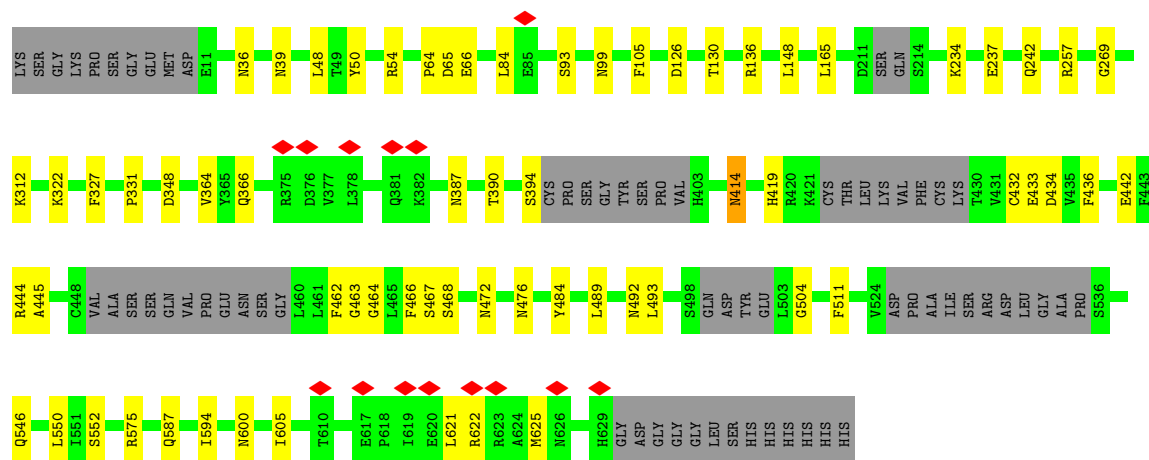 LYS SER GLY LYS PRO SER GLY GLU MET ASP E11 N36 N39 L48 T49 Y50 R54 P64 D65 E66 L84 E85 S93 N99 F105 D126 T130 R136 L148 L165 D211 SER GLN S214 K234 E237 Q242 R257 G269
K312 K322 F327 P331 D348 V364 Y365 Q366 R375 D376 V377 L378 Q381 K382 N387 T390 S394 CYS PRO SER GLY TYR SER PRO VAL H403 N414 H419 R420 K421 CYS THR LEU LYS VAL PHE CYS LYS T430 V431 C432 E433 D434 V435 F436 E442 F443
R444 A445 C448 VAL ALA SER SER GLN VAL PRO GLU ASN SER GLY L460 L461 F462 G463 G464 L465 F466 S467 S468 N472 N476 Y484 L489 N492 L493 S498 GLN ASP TYR GLU L503 G504 F511 V524 ASP PRO ALA ILE SER ARG ASP LEU GLY ALA PRO S536
Q546 L550 I551 S552 R575 Q587 I594 N600 I605 T610 E617 P618 I619 E620 L621 R622 R623 A624 M625 N626 H629 GLY ASP GLY GLY GLY LEU SER HIS HIS HIS HIS HIS HIS